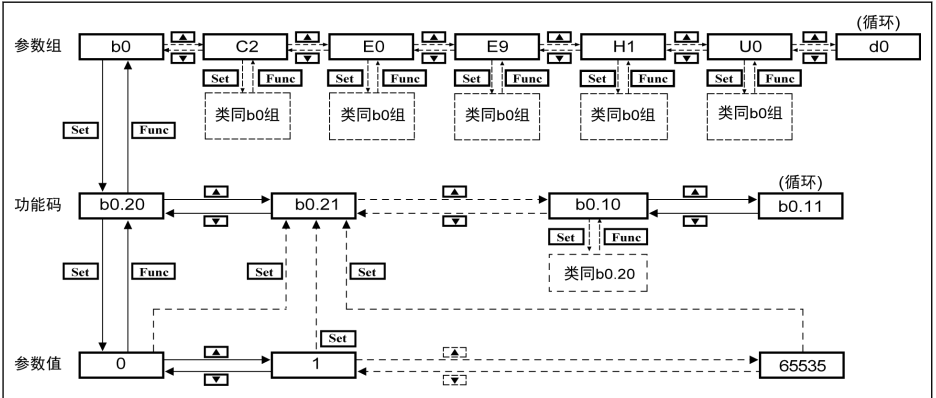 (循环)
▲ ▲ ▲ ▲ ▲ ▲
参数组 b0 C2 E0 E9 H1 U0 d0
▼ ▼ ▼ ▼ ▼ ▼
Set Func Set Func Set Func Set Func Set Func
类同b0组 类同b0组 类同b0组 类同b0组 类同b0组
Set Func
(循环)
▲ ▲ ▲
功能码 b0.20 b0.21 b0.10 b0.11
▼ ▼ ▼
Set Func
Set Func Set Set 类同b0.20
Set
▲ ▲
参数值 0 1 65535
▼ ▼